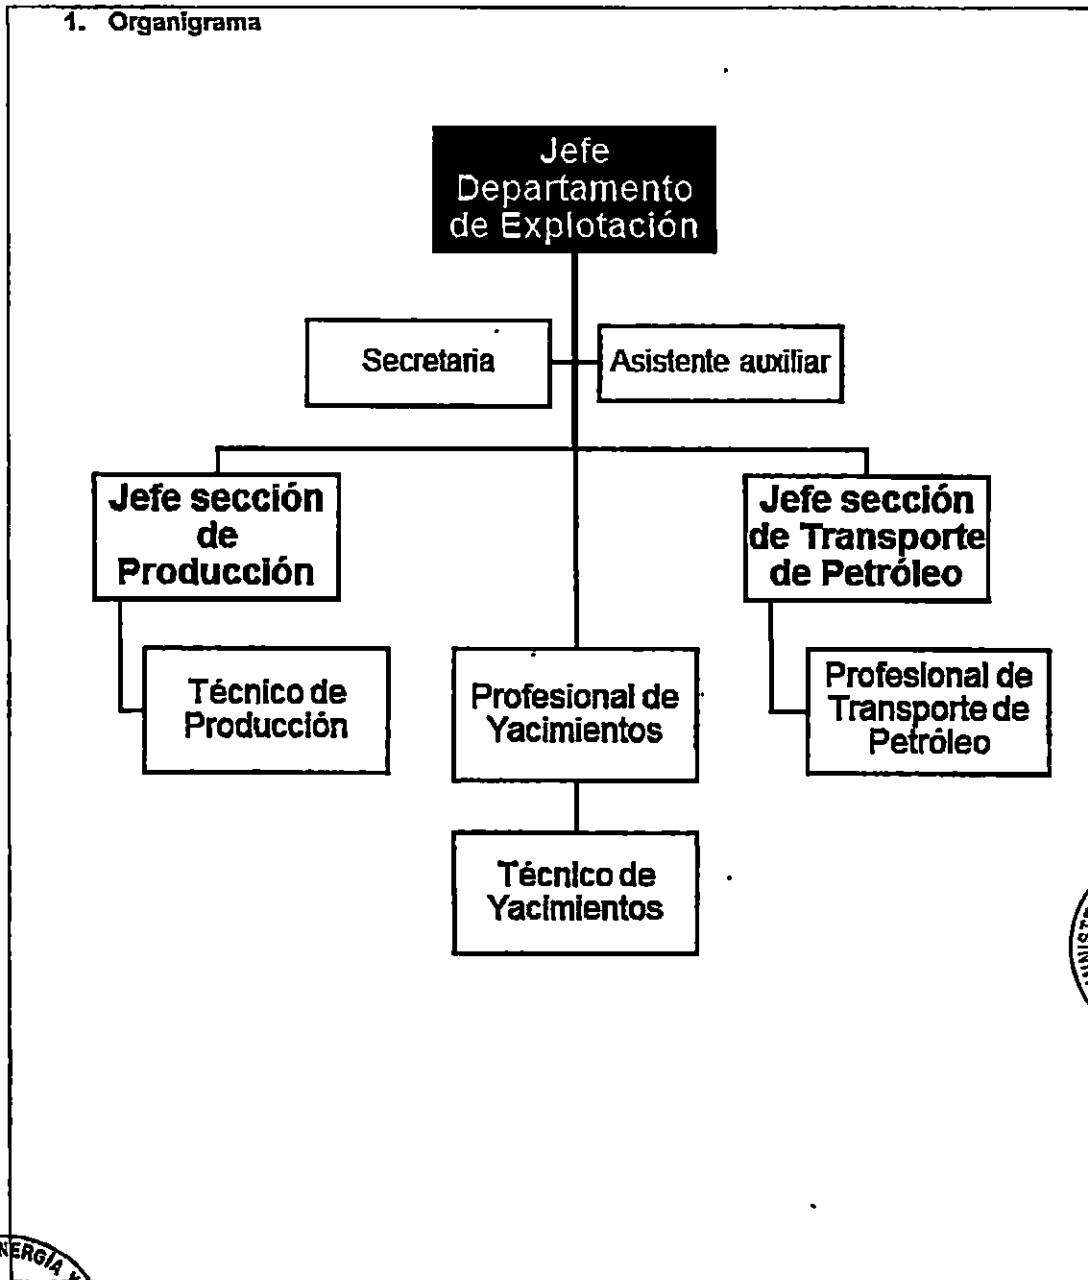 1. Organigrama
Jefe
Departamento
de Explotación
Secretaria
Asistente auxiliar
Jefe sección
de
Producción
Jefe sección
de Transporte
de Petróleo
Técnico de
Producción
Profesional de
Yacimientos
Profesional de
Transporte de
Petróleo
Técnico de
Yacimientos